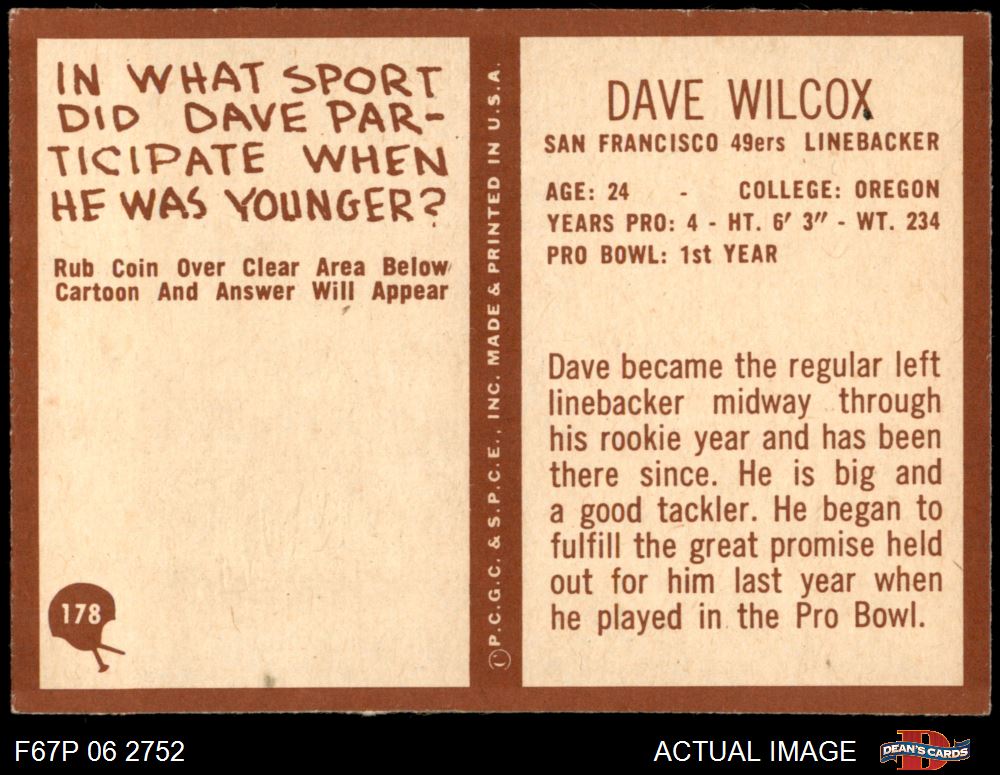 IN WHAT SPORT
DID DAVE PAR-
TICIPATE WHEN
HE WAS YOUNGER?
Rub Coin Over Clear Area Below
Cartoon And Answer Will Appear
178
© P.C.G.C. & S.P.C.E., INC. MADE & PRINTED IN U.S.A.
DAVE WILCOX
SAN FRANCISCO 49ers LINEBACKER
AGE: 24 - COLLEGE: OREGON
YEARS PRO: 4 - HT. 6′ 3″ - WT. 234
PRO BOWL: 1st YEAR
Dave became the regular left
linebacker midway through
his rookie year and has been
there since. He is big and
a good tackler. He began to
fulfill the great promise held
out for him last year when
he played in the Pro Bowl.
F67P 06 2752
ACTUAL IMAGE
D
DEAN'S CARDS